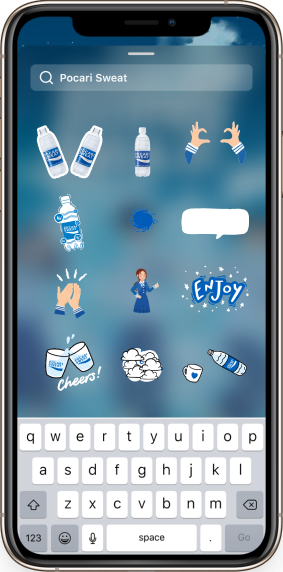 Pocari Sweat
ENJOY
Cheers!
q w e r t y u i o p
a s d f g h j k l
z x c v b n m
123 space . Go